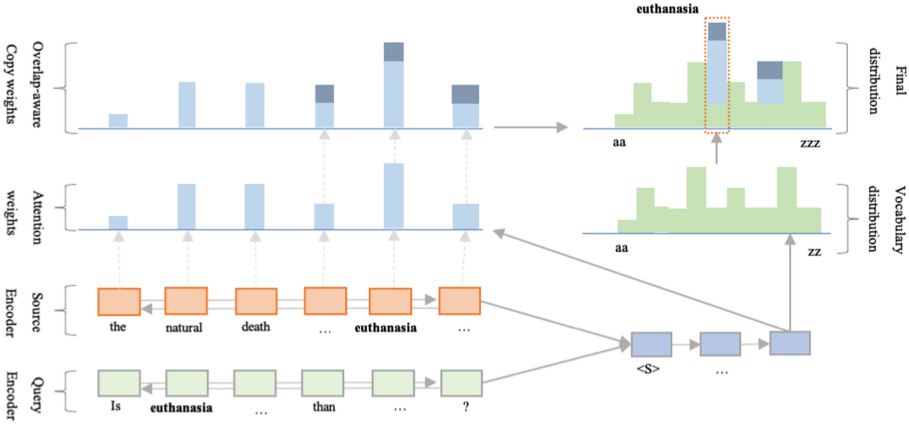 euthanasia
Overlap-aware
Copy weights
Final
distribution
aa zzz
Attention
weights
Vocabulary
distribution
aa zz
Source
Encoder
the natural death … euthanasia …
<S> …
Query
Encoder
Is euthanasia … than … ?